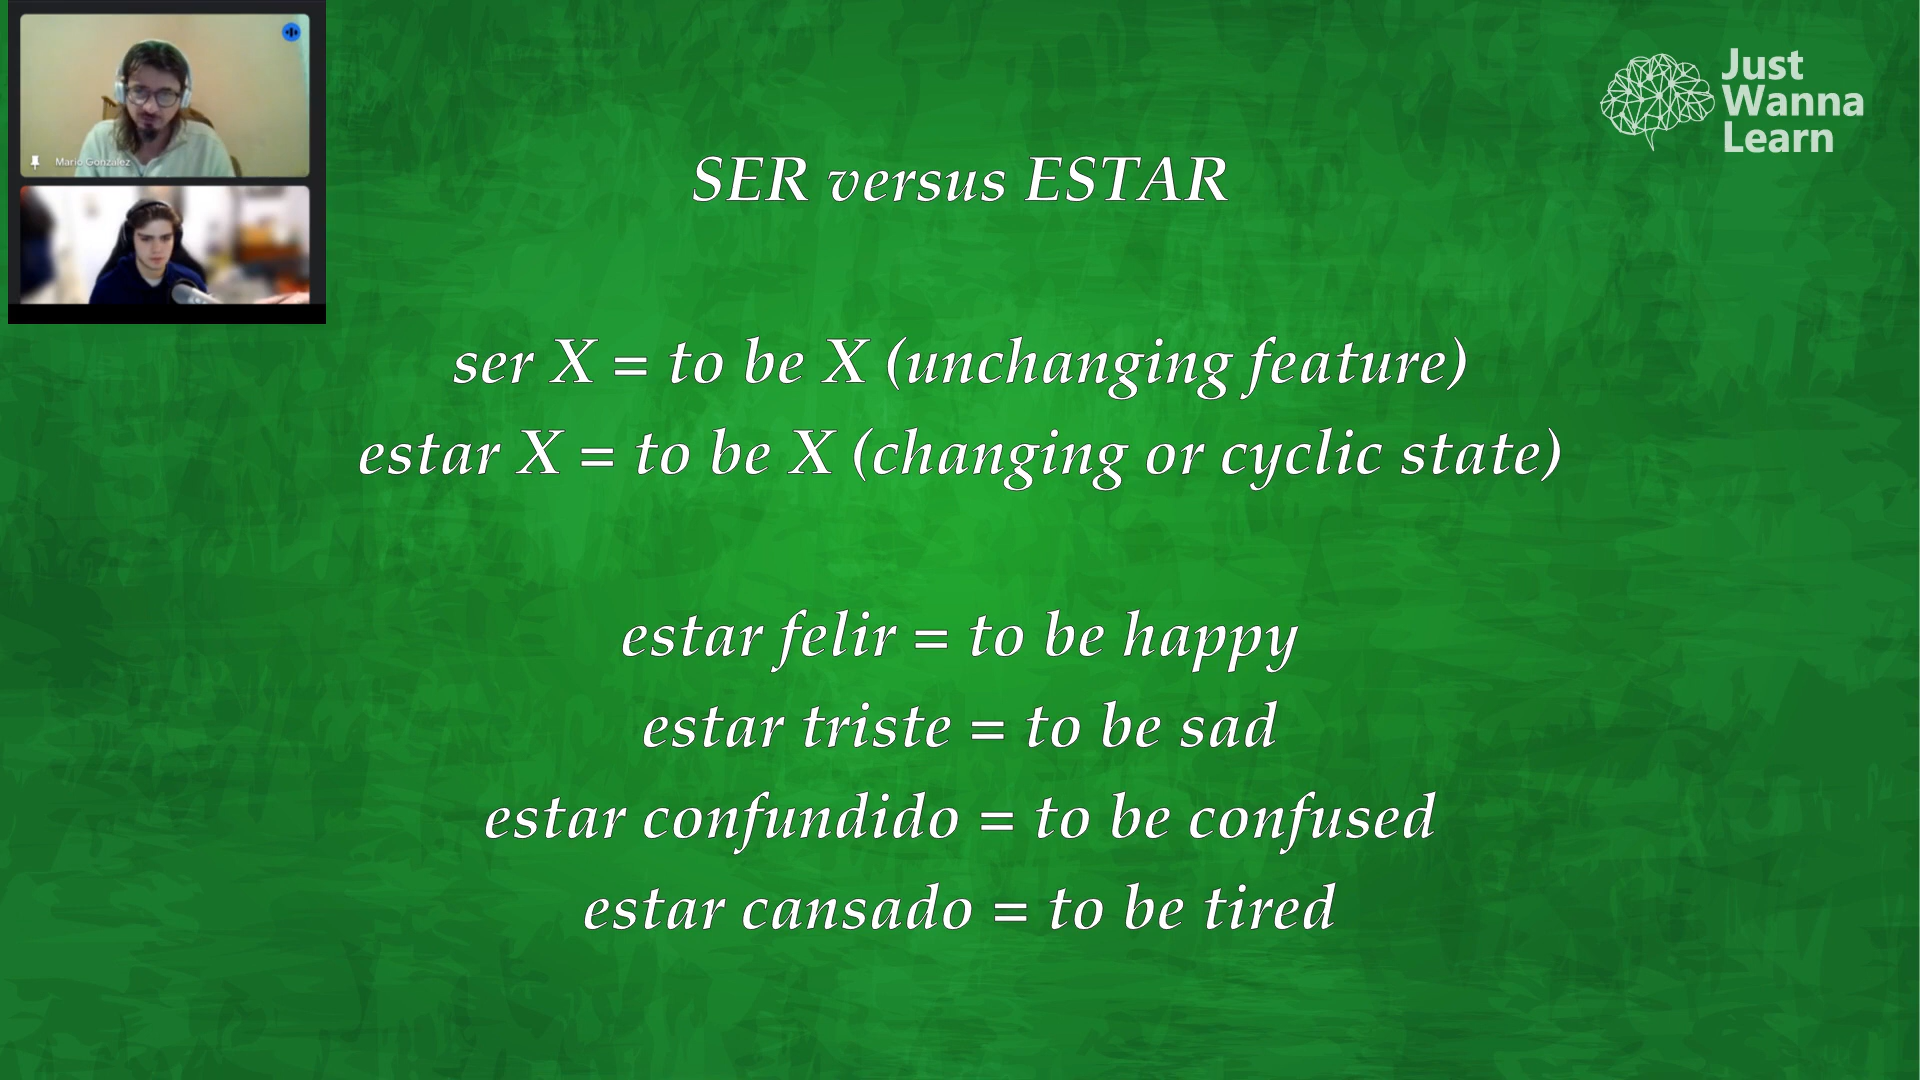 Mario González
Just
Wanna
Learn
SER versus ESTAR
ser X = to be X (unchanging feature)
estar X = to be X (changing or cyclic state)
estar felir = to be happy
estar triste = to be sad
estar confundido = to be confused
estar cansado = to be tired